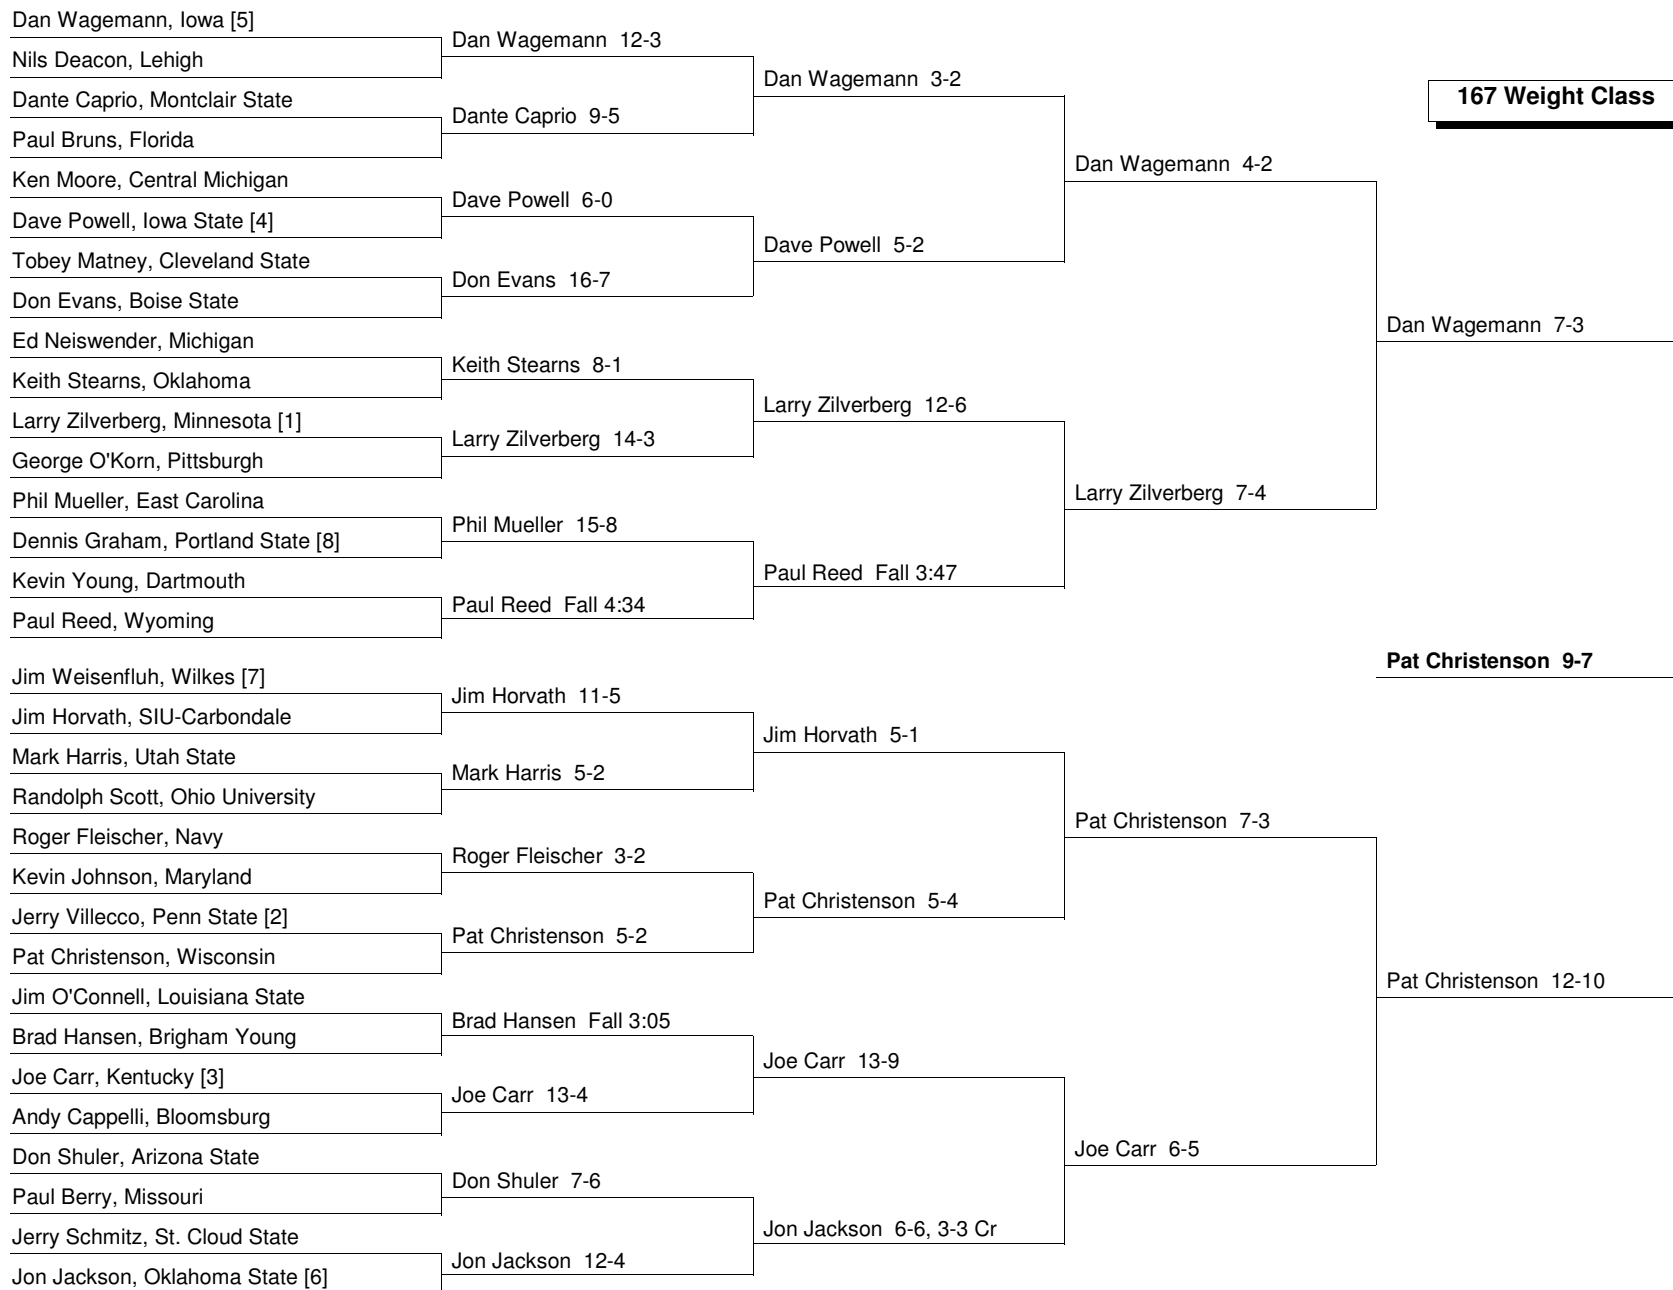 Dan Wagemann, Iowa [5]
Nils Deacon, Lehigh
Dante Caprio, Montclair State
Paul Bruns, Florida
Ken Moore, Central Michigan
Dave Powell, Iowa State [4]
Tobey Matney, Cleveland State
Don Evans, Boise State
Ed Neiswender, Michigan
Keith Stearns, Oklahoma
Larry Zilverberg, Minnesota [1]
George O'Korn, Pittsburgh
Phil Mueller, East Carolina
Dennis Graham, Portland State [8]
Kevin Young, Dartmouth
Paul Reed, Wyoming
Jim Weisenfluh, Wilkes [7]
Jim Horvath, SIU-Carbondale
Mark Harris, Utah State
Randolph Scott, Ohio University
Roger Fleischer, Navy
Kevin Johnson, Maryland
Jerry Villecco, Penn State [2]
Pat Christenson, Wisconsin
Jim O'Connell, Louisiana State
Brad Hansen, Brigham Young
Joe Carr, Kentucky [3]
Andy Cappelli, Bloomsburg
Don Shuler, Arizona State
Paul Berry, Missouri
Jerry Schmitz, St. Cloud State
Jon Jackson, Oklahoma State [6]
Dan Wagemann 12-3
Dante Caprio 9-5
Dave Powell 6-0
Don Evans 16-7
Keith Stearns 8-1
Larry Zilverberg 14-3
Phil Mueller 15-8
Paul Reed Fall 4:34
Jim Horvath 11-5
Mark Harris 5-2
Roger Fleischer 3-2
Pat Christenson 5-2
Brad Hansen Fall 3:05
Joe Carr 13-4
Don Shuler 7-6
Jon Jackson 12-4
Dan Wagemann 3-2
Dave Powell 5-2
Larry Zilverberg 12-6
Paul Reed Fall 3:47
Jim Horvath 5-1
Pat Christenson 5-4
Joe Carr 13-9
Jon Jackson 6-6, 3-3 Cr
Dan Wagemann 4-2
Larry Zilverberg 7-4
Pat Christenson 7-3
Joe Carr 6-5
167 Weight Class
Dan Wagemann 7-3
Pat Christenson 9-7
Pat Christenson 12-10